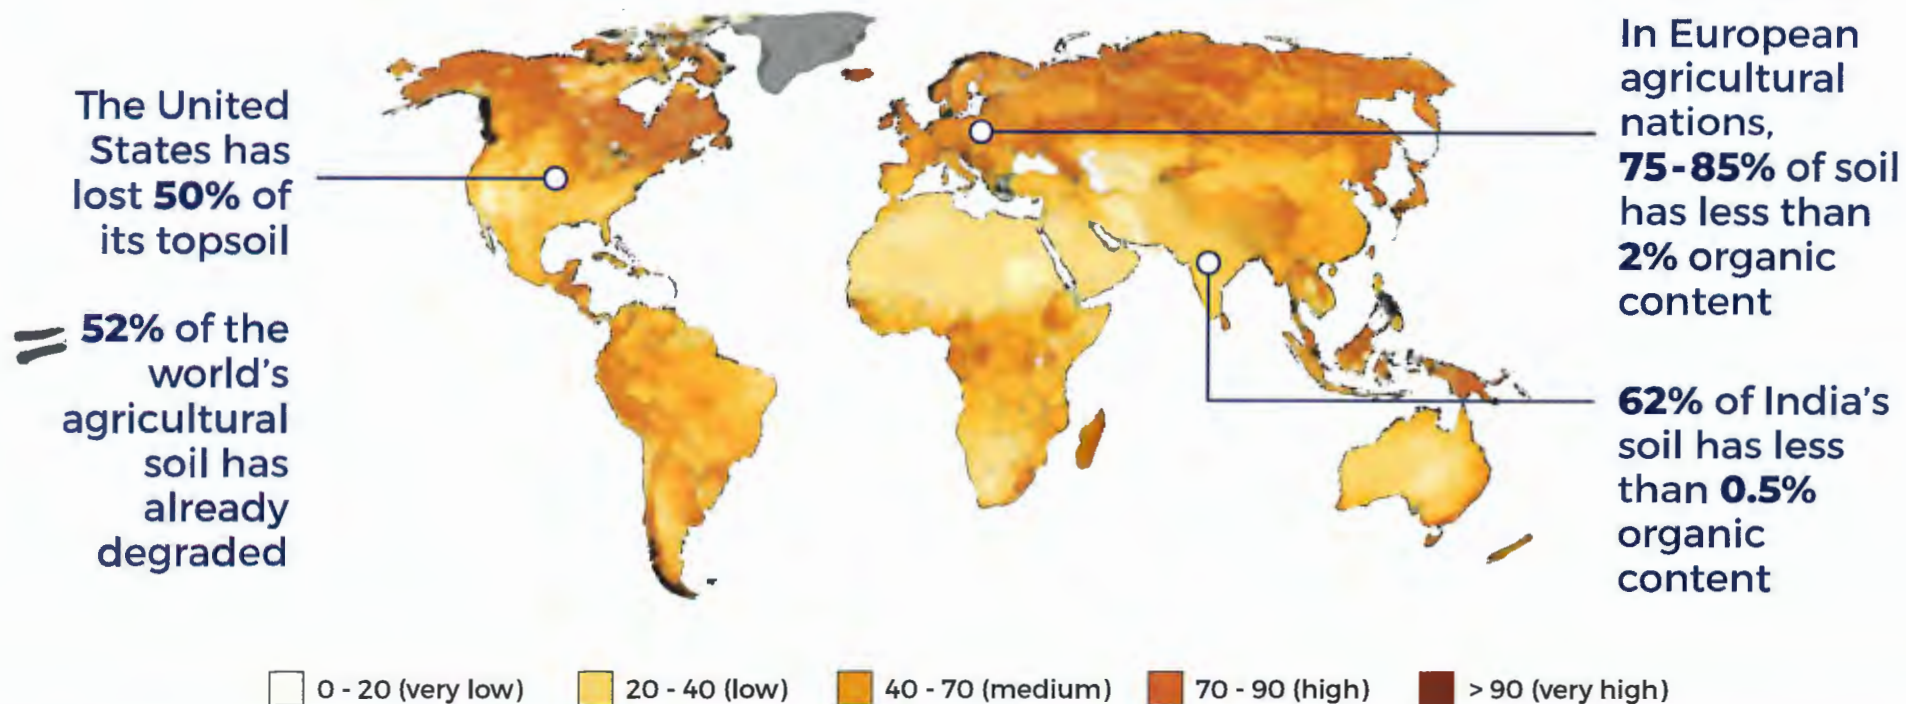 The United
States has
lost 50% of
its topsoil
52% of the
world's
agricultural
soil has
already
degraded
In European
agricultural
nations,
75-85% of soil
has less than
2% organic
content
62% of India's
soil has less
than 0.5%
organic
content
0 - 20 (very low)
20 - 40 (low)
40 - 70 (medium)
70 - 90 (high)
> 90 (very high)